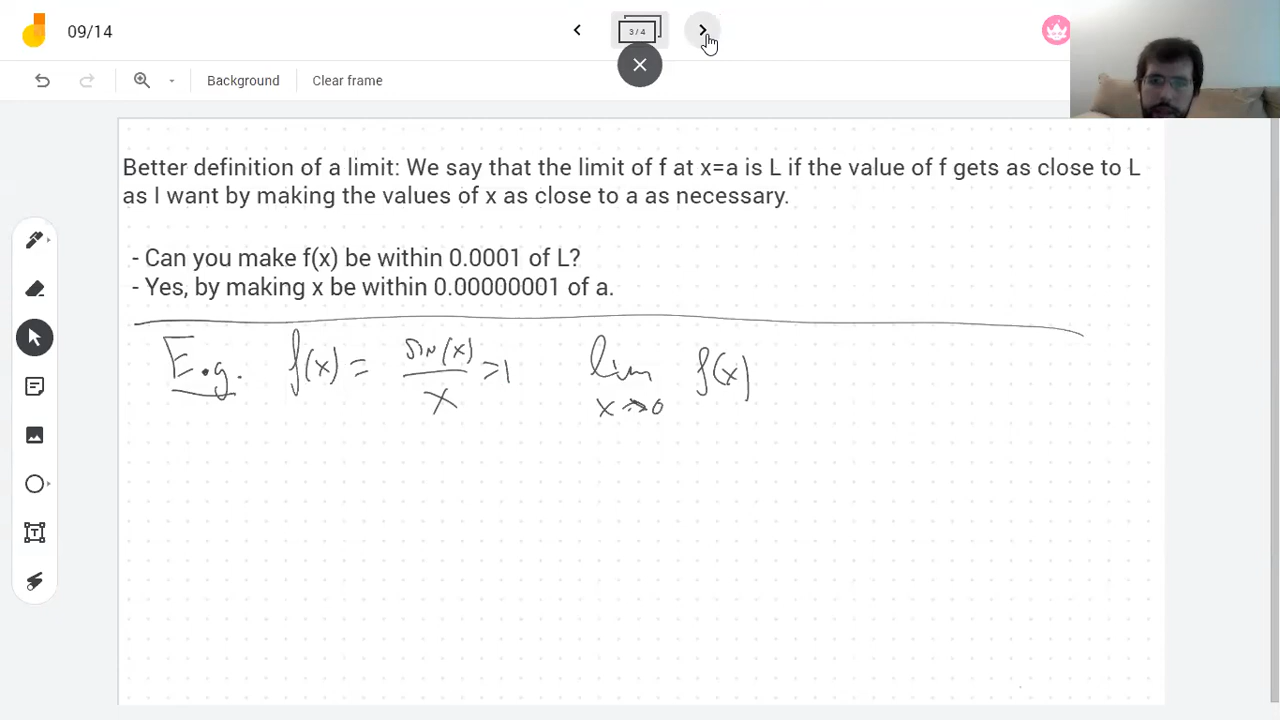 09/14
3 / 4
Background
Clear frame
Better definition of a limit: We say that the limit of f at x=a is L if the value of f gets as close to L
as I want by making the values of x as close to a as necessary.
- Can you make f(x) be within 0.0001 of L?
- Yes, by making x be within 0.00000001 of a.
E.g. f(x) = sin(x)/x =1 lim x→0 f(x)